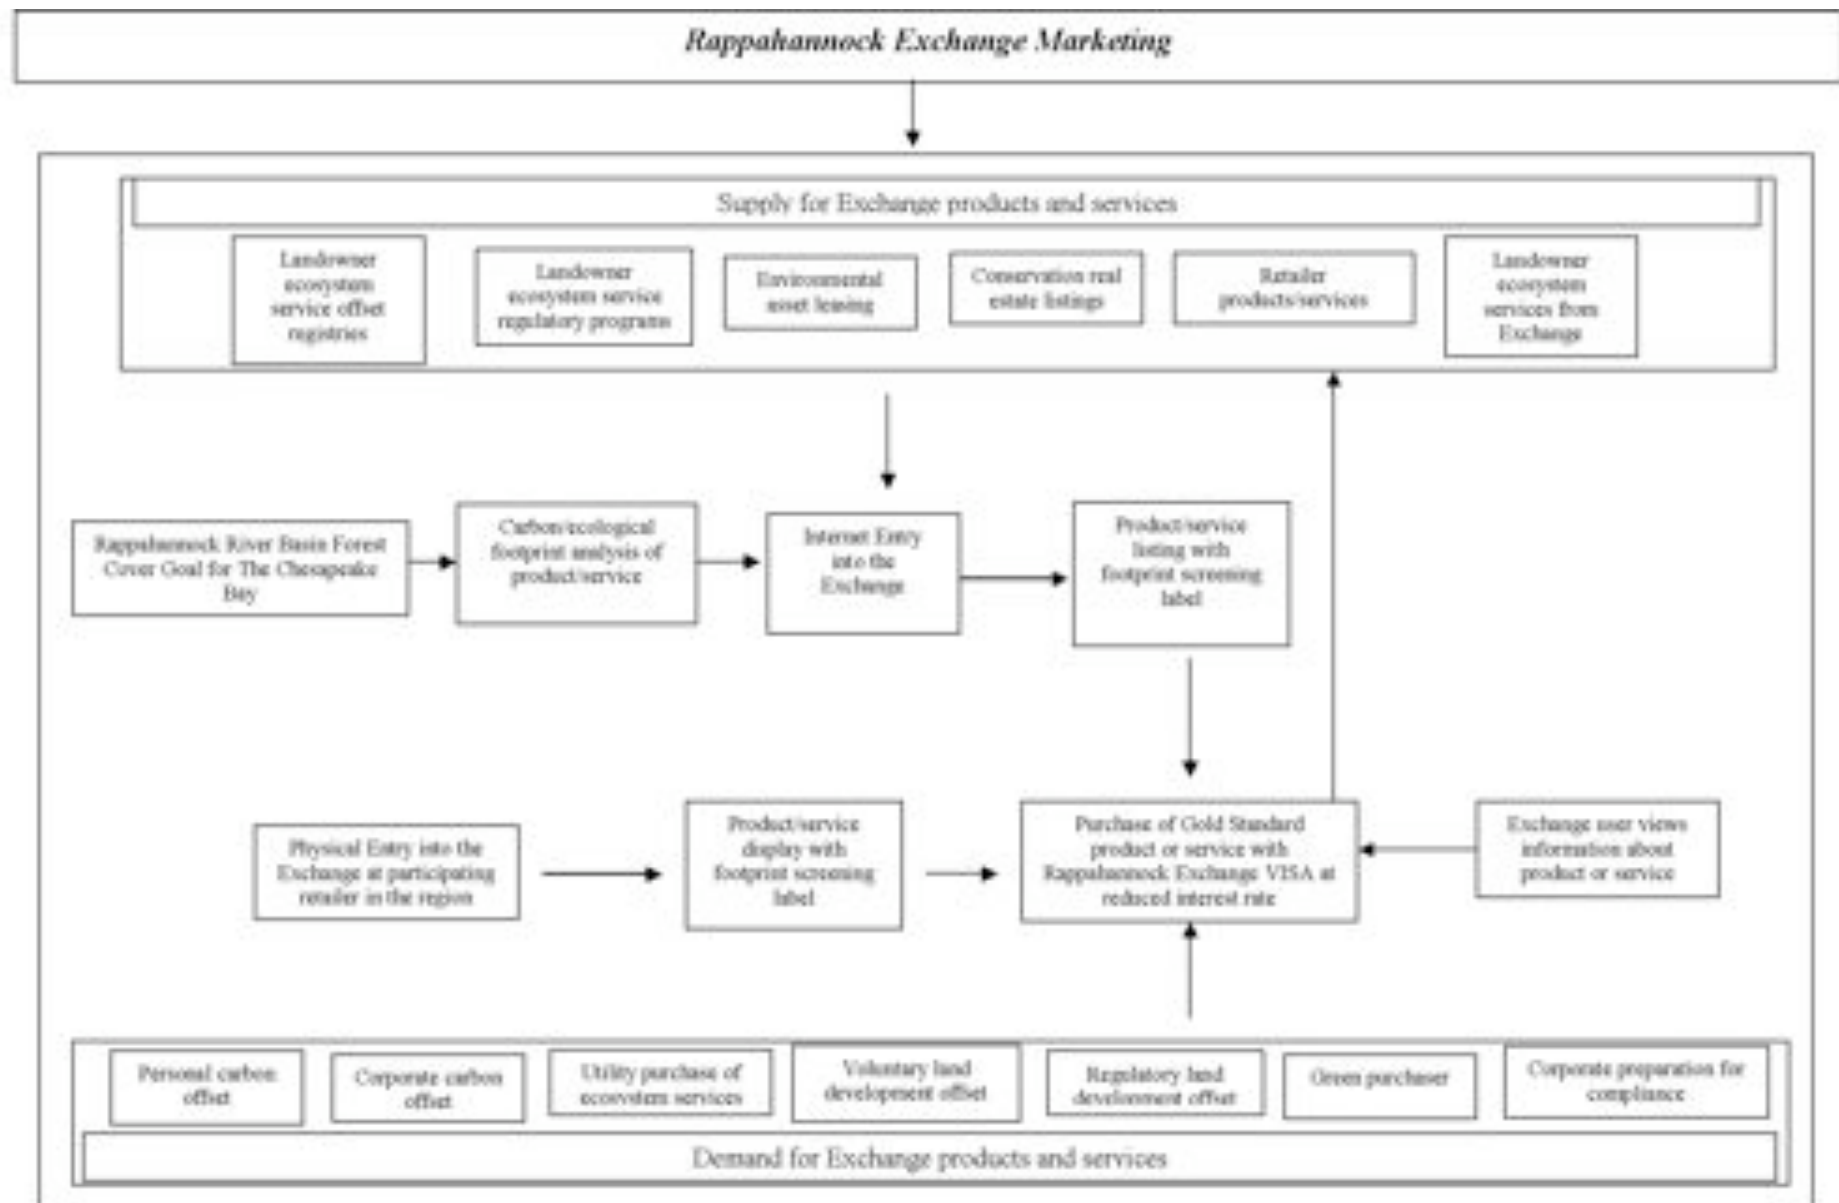 Rappahannock Exchange Marketing
Supply for Exchange products and services
Landowner
ecosystem
service offset
registries
Landowner
ecosystem service
regulatory programs
Environmental
asset leasing
Conservation real
estate listings
Retailer
products/services
Landowner
ecosystem
services from
Exchange
Rappahannock River Basin Forest
Cover Goal for The Chesapeake
Bay
Carbon/ecological
footprint analysis of
product/service
Internet Entry
into the
Exchange
Product/service
listing with
footprint screening
label
Physical Entry into the
Exchange at participating
retailer in the region
Product/service
display with
footprint screening
label
Purchase of Gold Standard
product or service with
Rappahannock Exchange VISA at
reduced interest rate
Exchange user views
information about
product or service
Personal carbon
offset
Corporate carbon
offset
Utility purchase of
ecosystem services
Voluntary land
development offset
Regulatory land
development offset
Green purchaser
Corporate preparation for
compliance
Demand for Exchange products and services